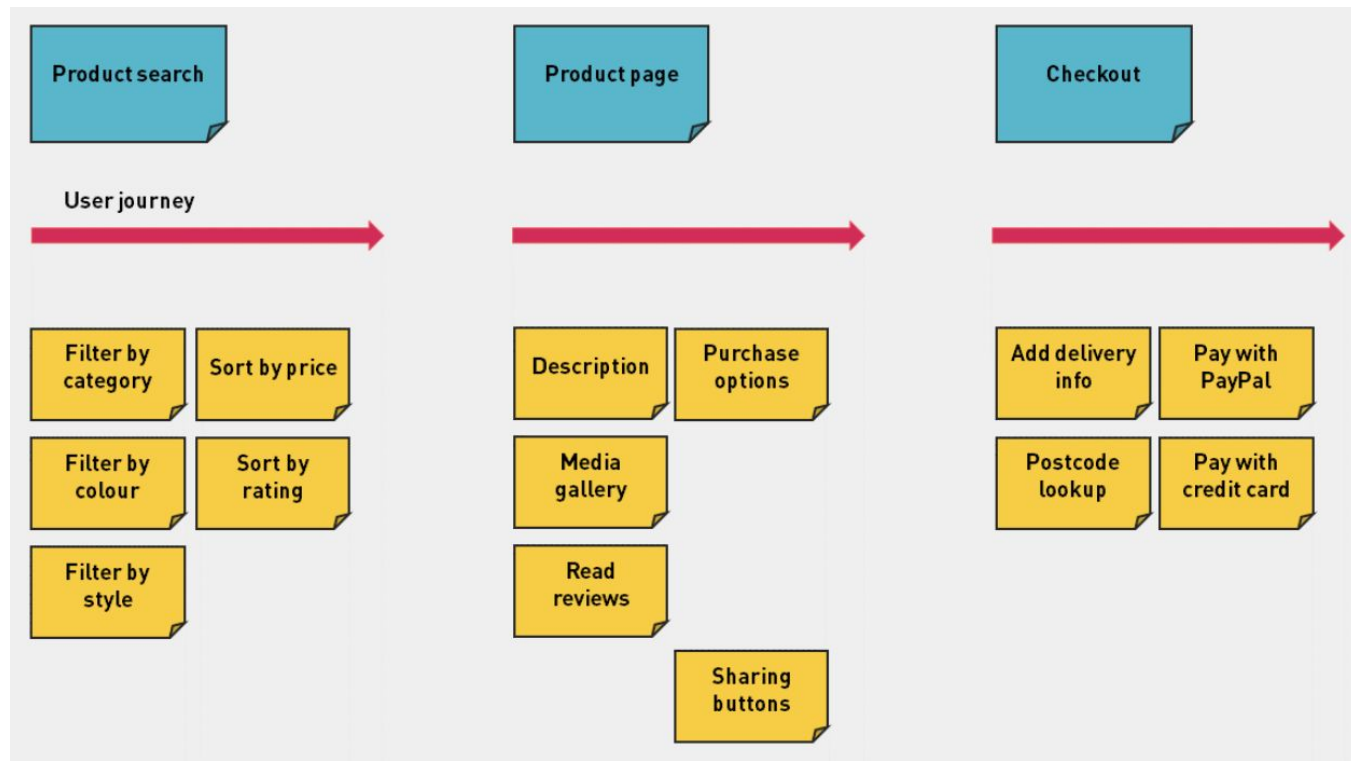 Product search
Product page
Checkout
User journey
Filter by
category
Sort by price
Description
Purchase
options
Add delivery
info
Pay with
PayPal
Filter by
colour
Sort by
rating
Media
gallery
Postcode
lookup
Pay with
credit card
Filter by
style
Read
reviews
Sharing
buttons